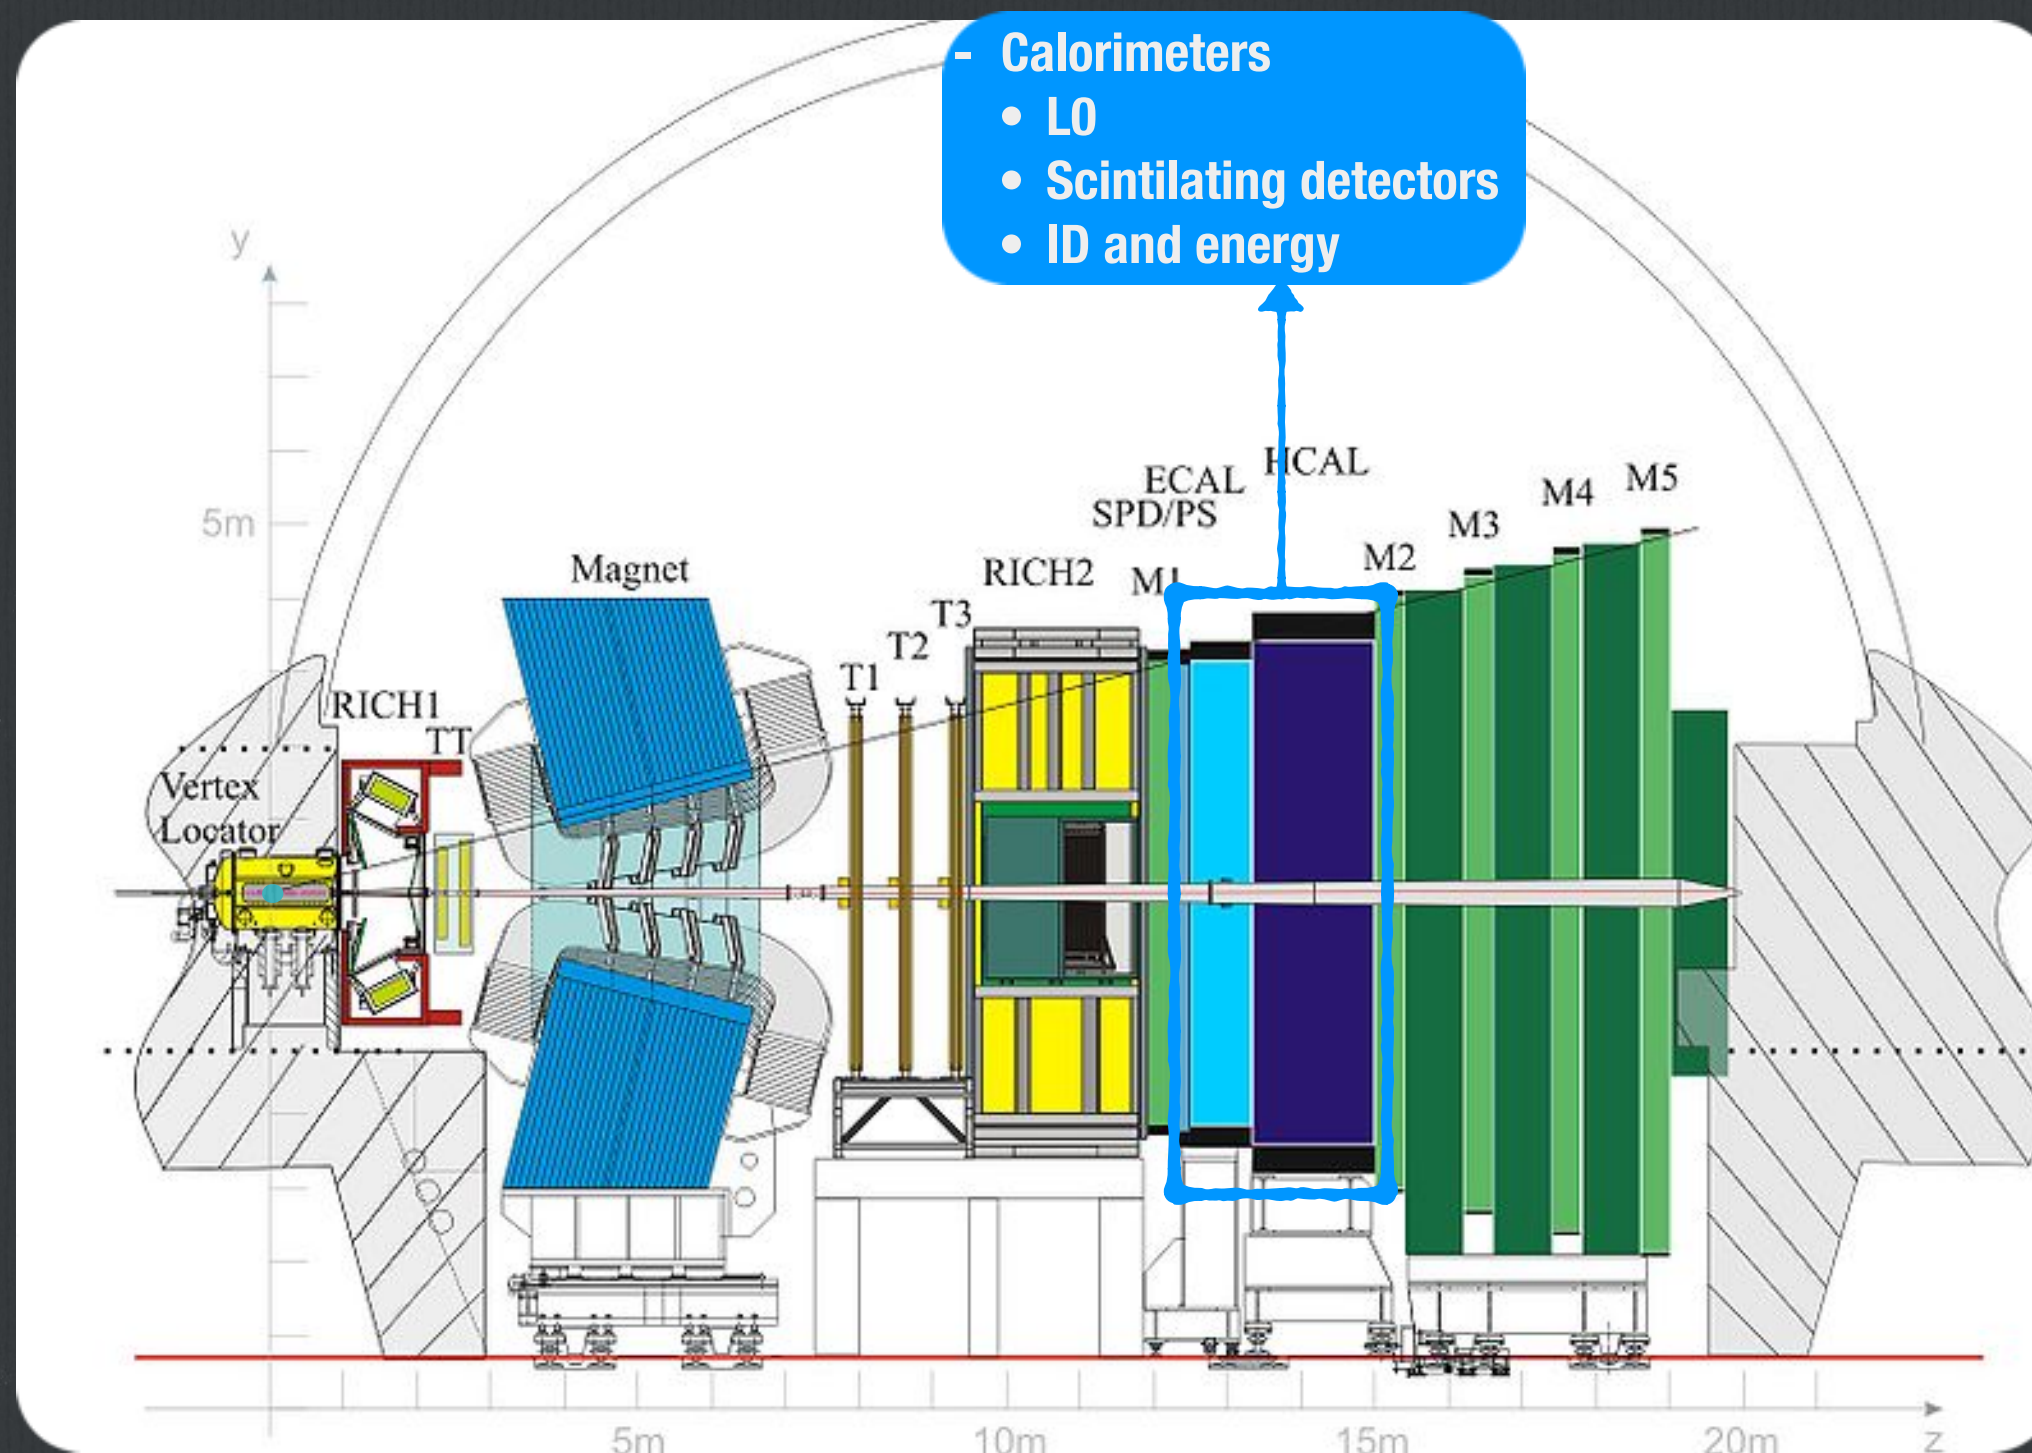 - Calorimeters
• L0
• Scintilating detectors
• ID and energy
y
5m
HCAL
ECAL
SPD/PS
M5
M4
M3
M2
M1
RICH2
Magnet
T3
T2
T1
RICH1
TT
Vertex
Locator
5m
10m
15m
20m
z